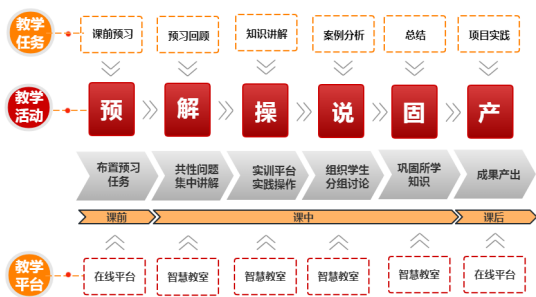 教学
任务
课前预习
预习回顾
知识讲解
案例分析
总结
项目实践
教学
活动
预
解
操
说
固
产
布置预习
任务
共性问题
集中讲解
实训平台
实践操作
组织学生
分组讨论
巩固所学
知识
成果产出
课前
课中
课后
教学
平台
在线平台
智慧教室
智慧教室
智慧教室
智慧教室
在线平台